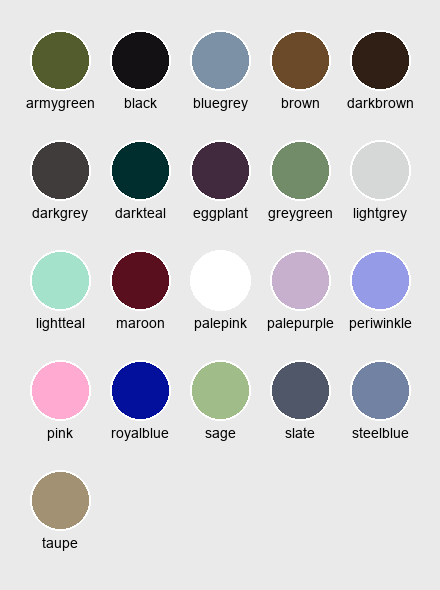 armygreen black bluegrey brown darkbrown
darkgrey darkteal eggplant greygreen lightgrey
lightteal maroon palepink palepurple periwinkle
pink royalblue sage slate steelblue
taupe